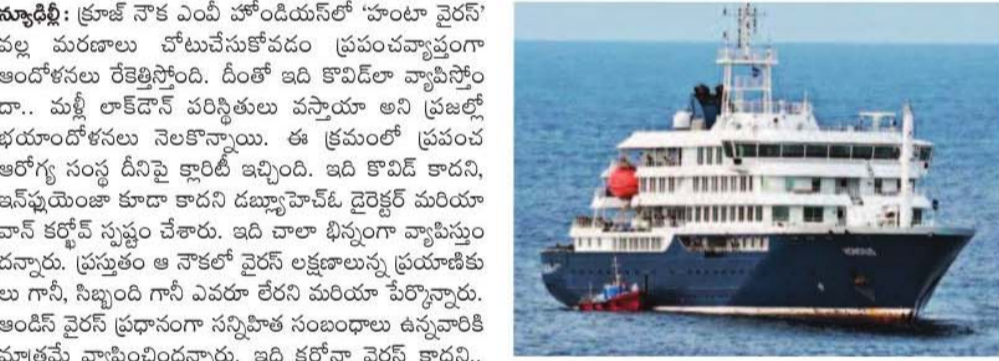 న్యూఢిల్లీ: క్రూజ్ నౌక ఎంవీ హోండియస్‌లో 'హంటా వైరస్'
వల్ల మరణాలు చోటుచేసుకోవడం ప్రపంచవ్యాప్తంగా
ఆందోళనలు రేకెత్తిస్తోంది. దీంతో ఇది కొవిడ్‌లా వ్యాపిస్తోం
దా.. మళ్లీ లాక్‌డౌన్ పరిస్థితులు వస్తాయా అని ప్రజల్లో
భయాందోళనలు నెలకొన్నాయి. ఈ క్రమంలో ప్రపంచ
ఆరోగ్య సంస్థ దీనిపై క్లారిటీ ఇచ్చింది. ఇది కొవిడ్ కాదని,
ఇన్‌ఫ్లుయెంజా కూడా కాదని డబ్ల్యూహెచ్ఓ డైరెక్టర్ మరియా
వాన్ కర్ఖోవ్ స్పష్టం చేశారు. ఇది చాలా భిన్నంగా వ్యాపిస్తుం
దన్నారు. ప్రస్తుతం ఆ నౌకలో వైరస్ లక్షణాలున్న ప్రయాణికు
లు గానీ, సిబ్బంది గానీ ఎవరూ లేరని మరియా పేర్కొన్నారు.
ఆండిస్ వైరస్ ప్రధానంగా సన్నిహిత సంబంధాలు ఉన్నవారికి
మాత్రమే వ్యాపించిందన్నారు. ఇది కరోనా వైరస్ కాదని..